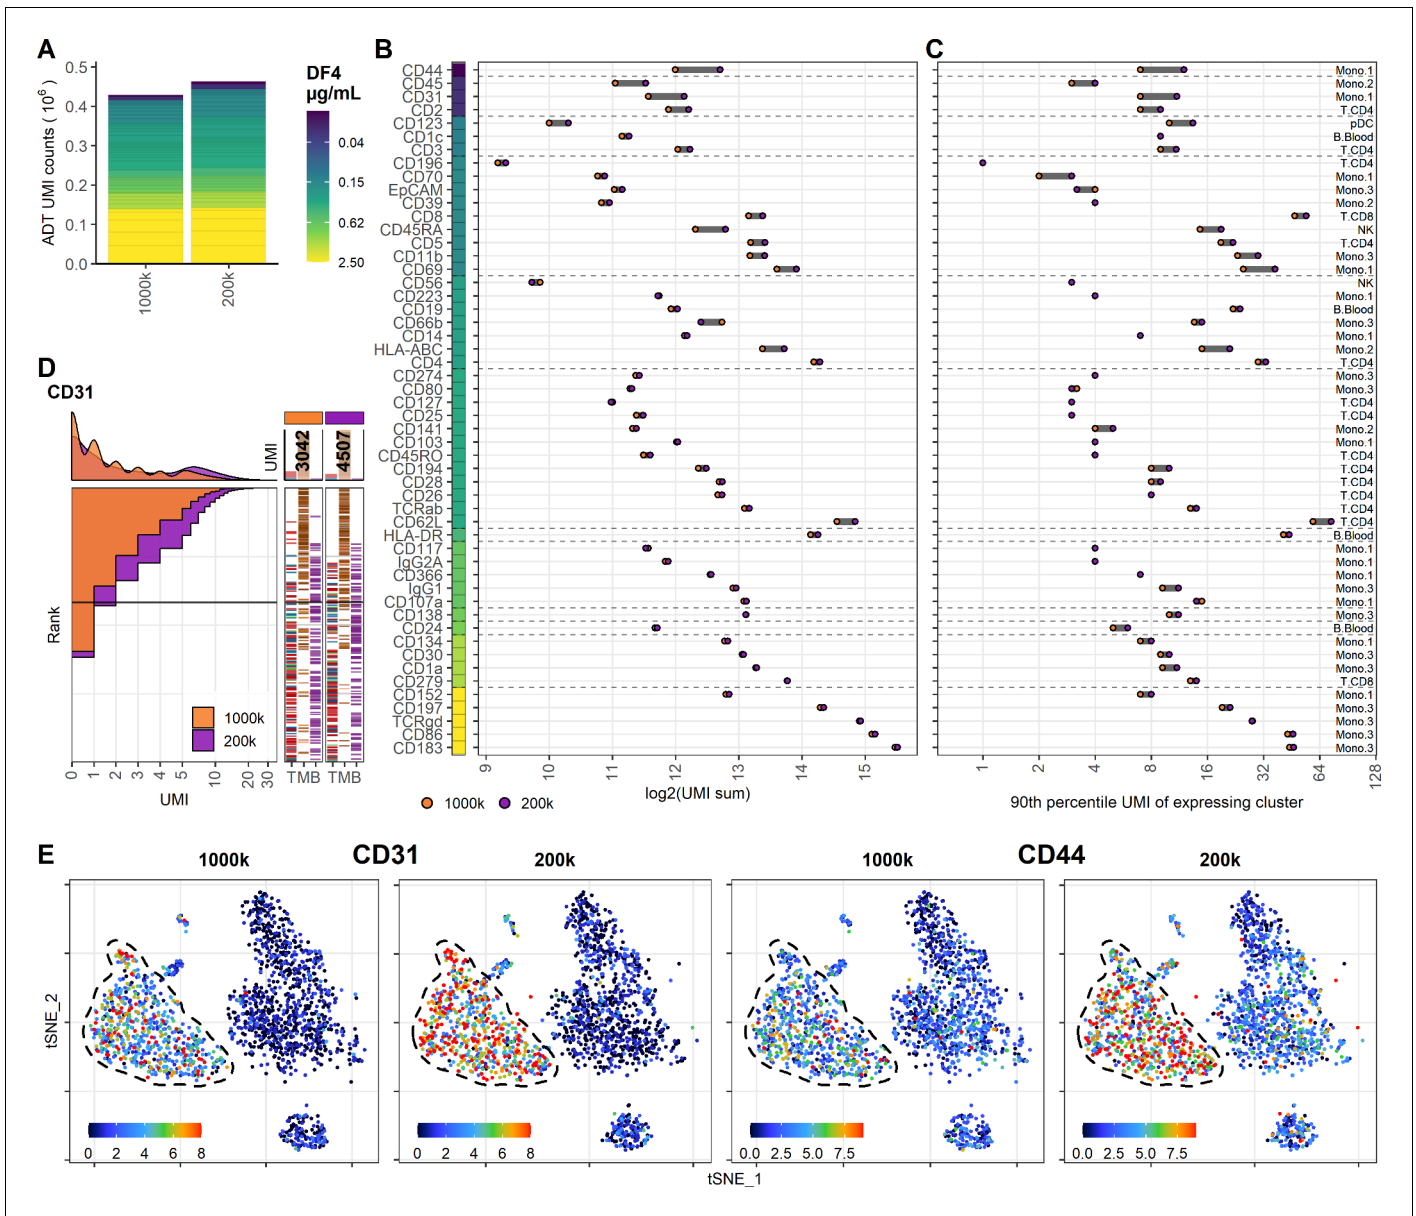 A
ADT UMI counts ( 10⁶ )
0.5
0.4
0.3
0.2
0.1
0.0
1000k
200k
DF4
µg/mL
0.04
0.15
0.62
2.50
B
CD44
CD45
CD31
CD2
CD123
CD1c
CD3
CD196
CD70
EpCAM
CD39
CD8
CD45RA
CD5
CD11b
CD69
CD56
CD223
CD19
CD66b
CD14
HLA-ABC
CD4
CD274
CD80
CD127
CD25
CD141
CD103
CD45RO
CD194
CD28
CD26
TCRab
CD62L
HLA-DR
CD117
IgG2A
CD366
IgG1
CD107a
CD138
CD24
CD134
CD30
CD1a
CD279
CD152
CD197
TCRgd
CD86
CD183
9
10
11
12
13
14
15
log2(UMI sum)
1000k
200k
C
Mono.1
Mono.2
Mono.1
T.CD4
pDC
B.Blood
T.CD4
T.CD4
Mono.1
Mono.3
Mono.2
T.CD8
NK
T.CD4
Mono.3
Mono.1
NK
Mono.1
B.Blood
Mono.3
Mono.1
Mono.2
T.CD4
Mono.3
Mono.3
T.CD4
T.CD4
Mono.2
Mono.1
T.CD4
T.CD4
T.CD4
T.CD4
T.CD4
T.CD4
B.Blood
Mono.1
Mono.1
Mono.1
Mono.3
Mono.1
Mono.3
B.Blood
Mono.1
Mono.3
Mono.3
T.CD8
Mono.1
Mono.3
Mono.3
Mono.3
Mono.3
1
2
4
8
16
32
64
128
90th percentile UMI of expressing cluster
D
CD31
UMI
3042
4507
Rank
1000k
200k
0
1
2
3
4
5
10
20
30
UMI
TMB
TMB
E
1000k
CD31
200k
1000k
CD44
200k
tSNE_2
0 2 4 6 8
0 2 4 6 8
0.0 2.5 5.0 7.5
0.0 2.5 5.0 7.5
tSNE_1